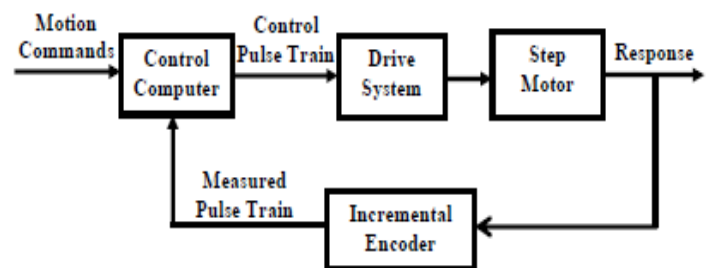 Motion
Commands
Control
Computer
Control
Pulse Train
Drive
System
Step
Motor
Response
Measured
Pulse Train
Incremental
Encoder